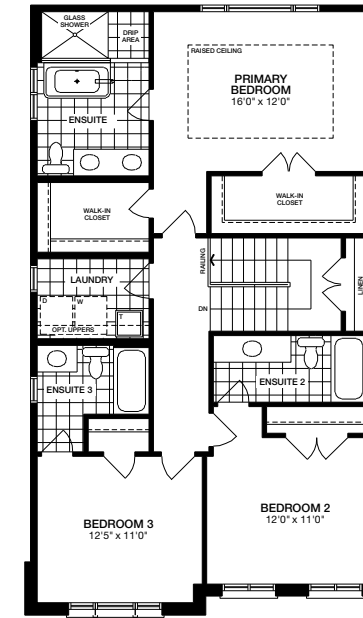 GLASS
SHOWER
DRIP
AREA
RAISED CEILING
PRIMARY
BEDROOM
16'0" x 12'0"
ENSUITE
WALK-IN
CLOSET
WALK-IN
CLOSET
RAILING
LAUNDRY
D
W
T
OPT. UPPERS
DN
LINEN
ENSUITE 3
ENSUITE 2
BEDROOM 3
12'5" x 11'0"
BEDROOM 2
12'0" x 11'0"